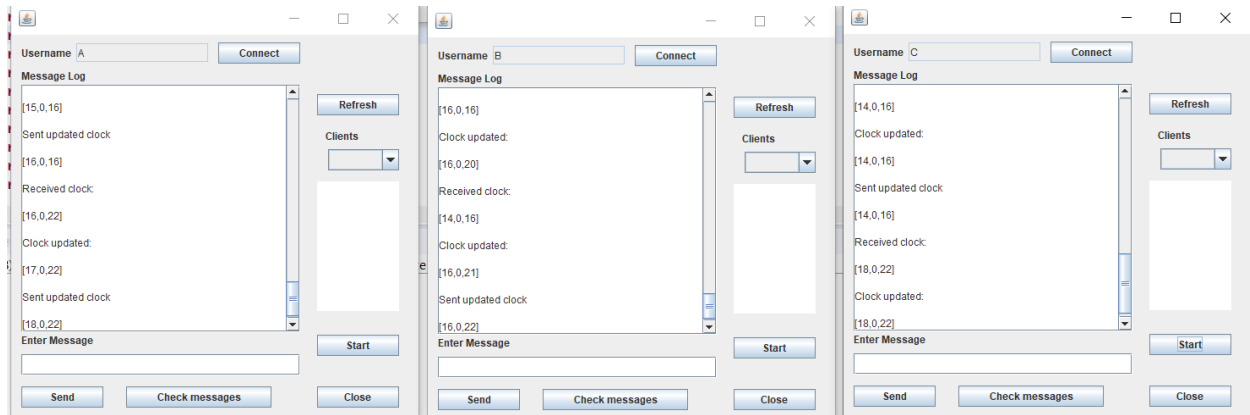 Username A Connect
Message Log
[15,0,16]
Refresh
Sent updated clock
Clients
[16,0,16]
Received clock:
[16,0,22]
Clock updated:
[17,0,22]
Sent updated clock
[18,0,22]
Enter Message
Start
Send Check messages Close
Username B Connect
Message Log
[16,0,16]
Refresh
Clock updated:
Clients
[16,0,20]
Received clock:
[14,0,16]
Clock updated:
[16,0,21]
Sent updated clock
[16,0,22]
Enter Message
Start
Send Check messages Close
Username C Connect
Message Log
[14,0,16]
Refresh
Clock updated:
Clients
[14,0,16]
Sent updated clock
[14,0,16]
Received clock:
[18,0,22]
Clock updated:
[18,0,22]
Enter Message
Start
Send Check messages Close